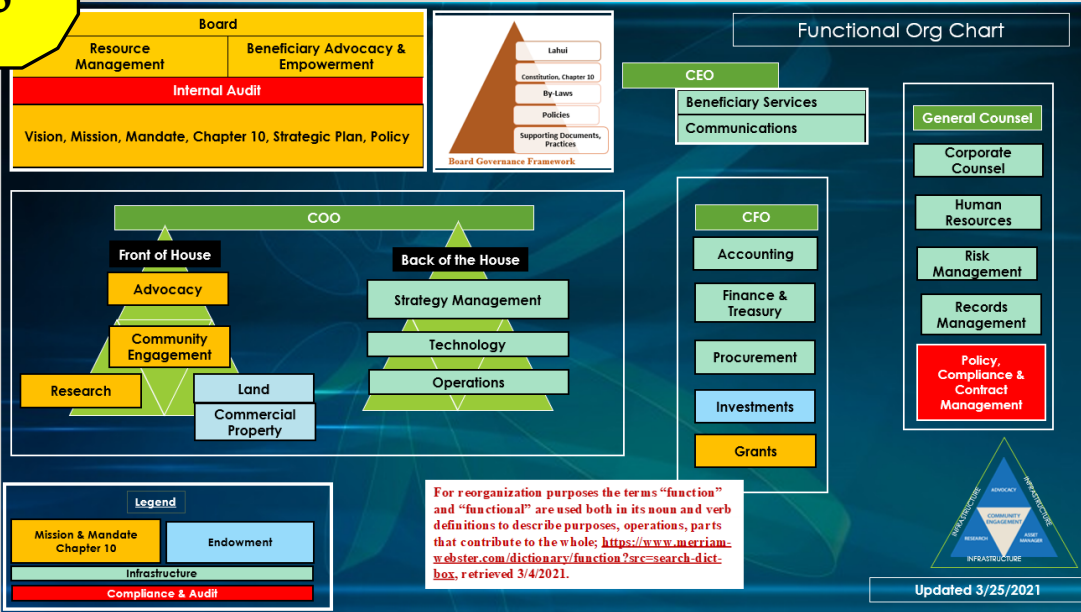 Board
Resource
Management
Beneficiary Advocacy &
Empowerment
Internal Audit
Vision, Mission, Mandate, Chapter 10, Strategic Plan, Policy
Lahui
Constitution, Chapter 10
By-Laws
Policies
Supporting Documents,
Practices
Board Governance Framework
Functional Org Chart
CEO
Beneficiary Services
Communications
General Counsel
Corporate
Counsel
Human
Resources
Risk
Management
Records
Management
Policy,
Compliance &
Contract
Management
COO
Front of House
Advocacy
Community
Engagement
Research
Land
Commercial
Property
Back of the House
Strategy Management
Technology
Operations
CFO
Accounting
Finance &
Treasury
Procurement
Investments
Grants
Legend
Mission & Mandate
Chapter 10
Endowment
Infrastructure
Compliance & Audit
For reorganization purposes the terms “function”
and “functional” are used both in its noun and verb
definitions to describe purposes, operations, parts
that contribute to the whole; https://www.merriam-
webster.com/dictionary/function?src=search-dict-
box, retrieved 3/4/2021.
INFRASTRUCTURE
INFRASTRUCTURE
ADVOCACY
COMMUNITY
ENGAGEMENT
RESEARCH
ASSET
MANAGER
INFRASTRUCTURE
Updated 3/25/2021